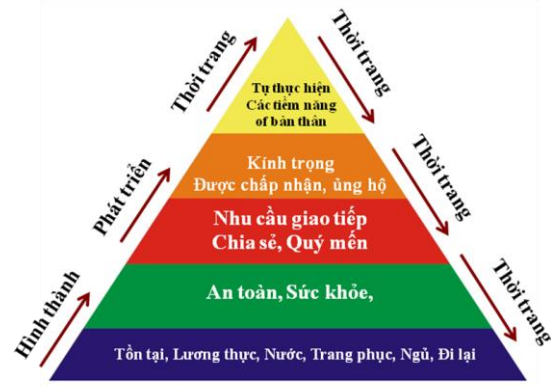 Thời trang
Thời trang
Tự thực hiện
Các tiềm năng
of bản thân
Phát triển
Thời trang
Kính trọng
Được chấp nhận, ủng hộ
Nhu cầu giao tiếp
Chia sẻ, Quý mến
Hình thành
Thời trang
An toàn, Sức khỏe,
Tồn tại, Lương thực, Nước, Trang phục, Ngủ, Đi lại